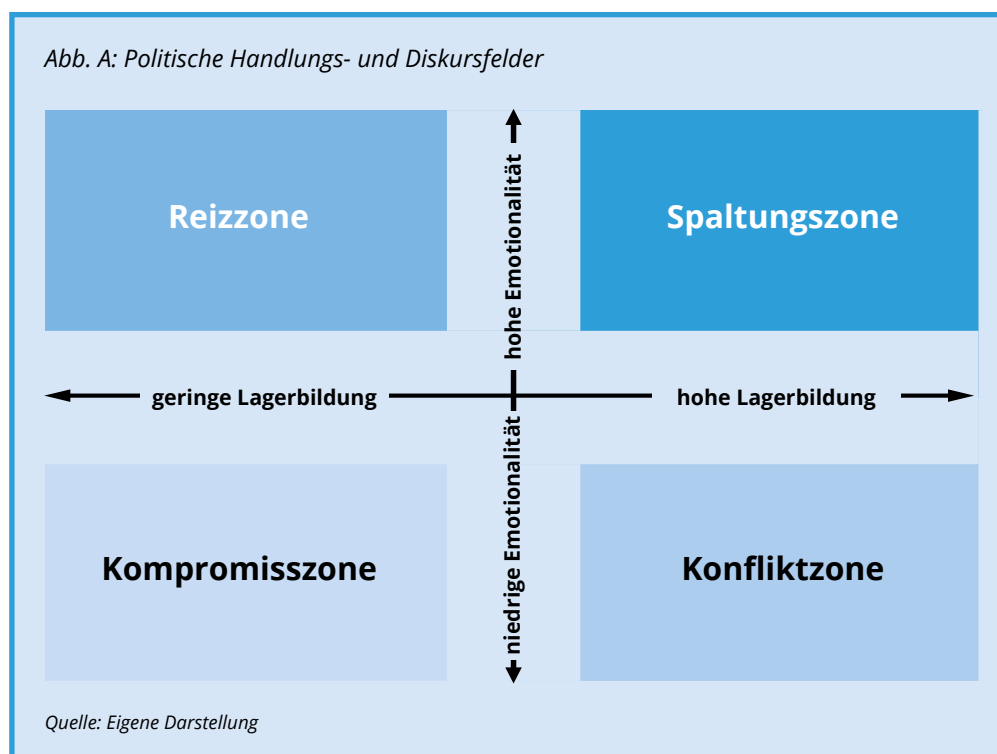 Abb. A: Politische Handlungs- und Diskursfelder
Reizzone
hohe Emotionalität
Spaltungszone
geringe Lagerbildung
hohe Lagerbildung
Kompromisszone
niedrige Emotionalität
Konfliktzone
Quelle: Eigene Darstellung